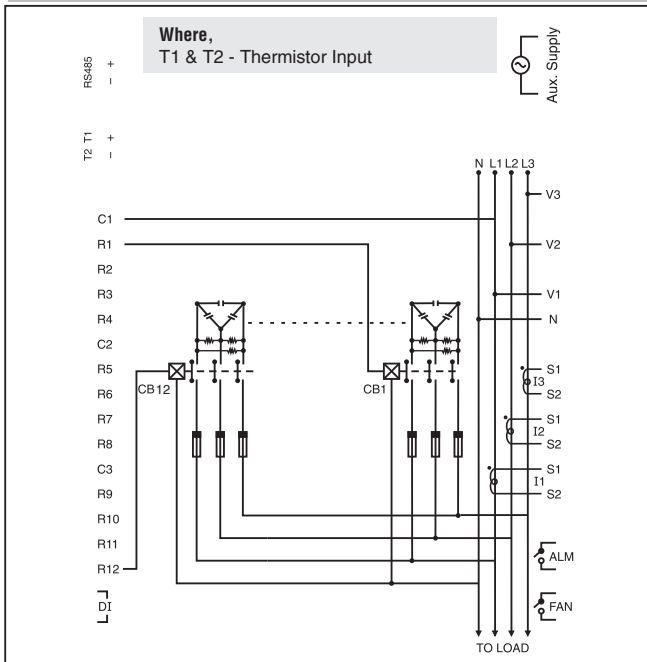 Where,
T1 & T2 - Thermistor Input
Aux. Supply
RS485
+
–
T2 T1
+
–
N L1 L2 L3
V3
C1
R1
V2
R2
R3
V1
R4
N
C2
R5
S1
CB12
CB1
I3
R6
S2
R7
S1
I2
R8
S2
C3
S1
I1
R9
S2
R10
R11
ALM
R12
DI
FAN
TO LOAD